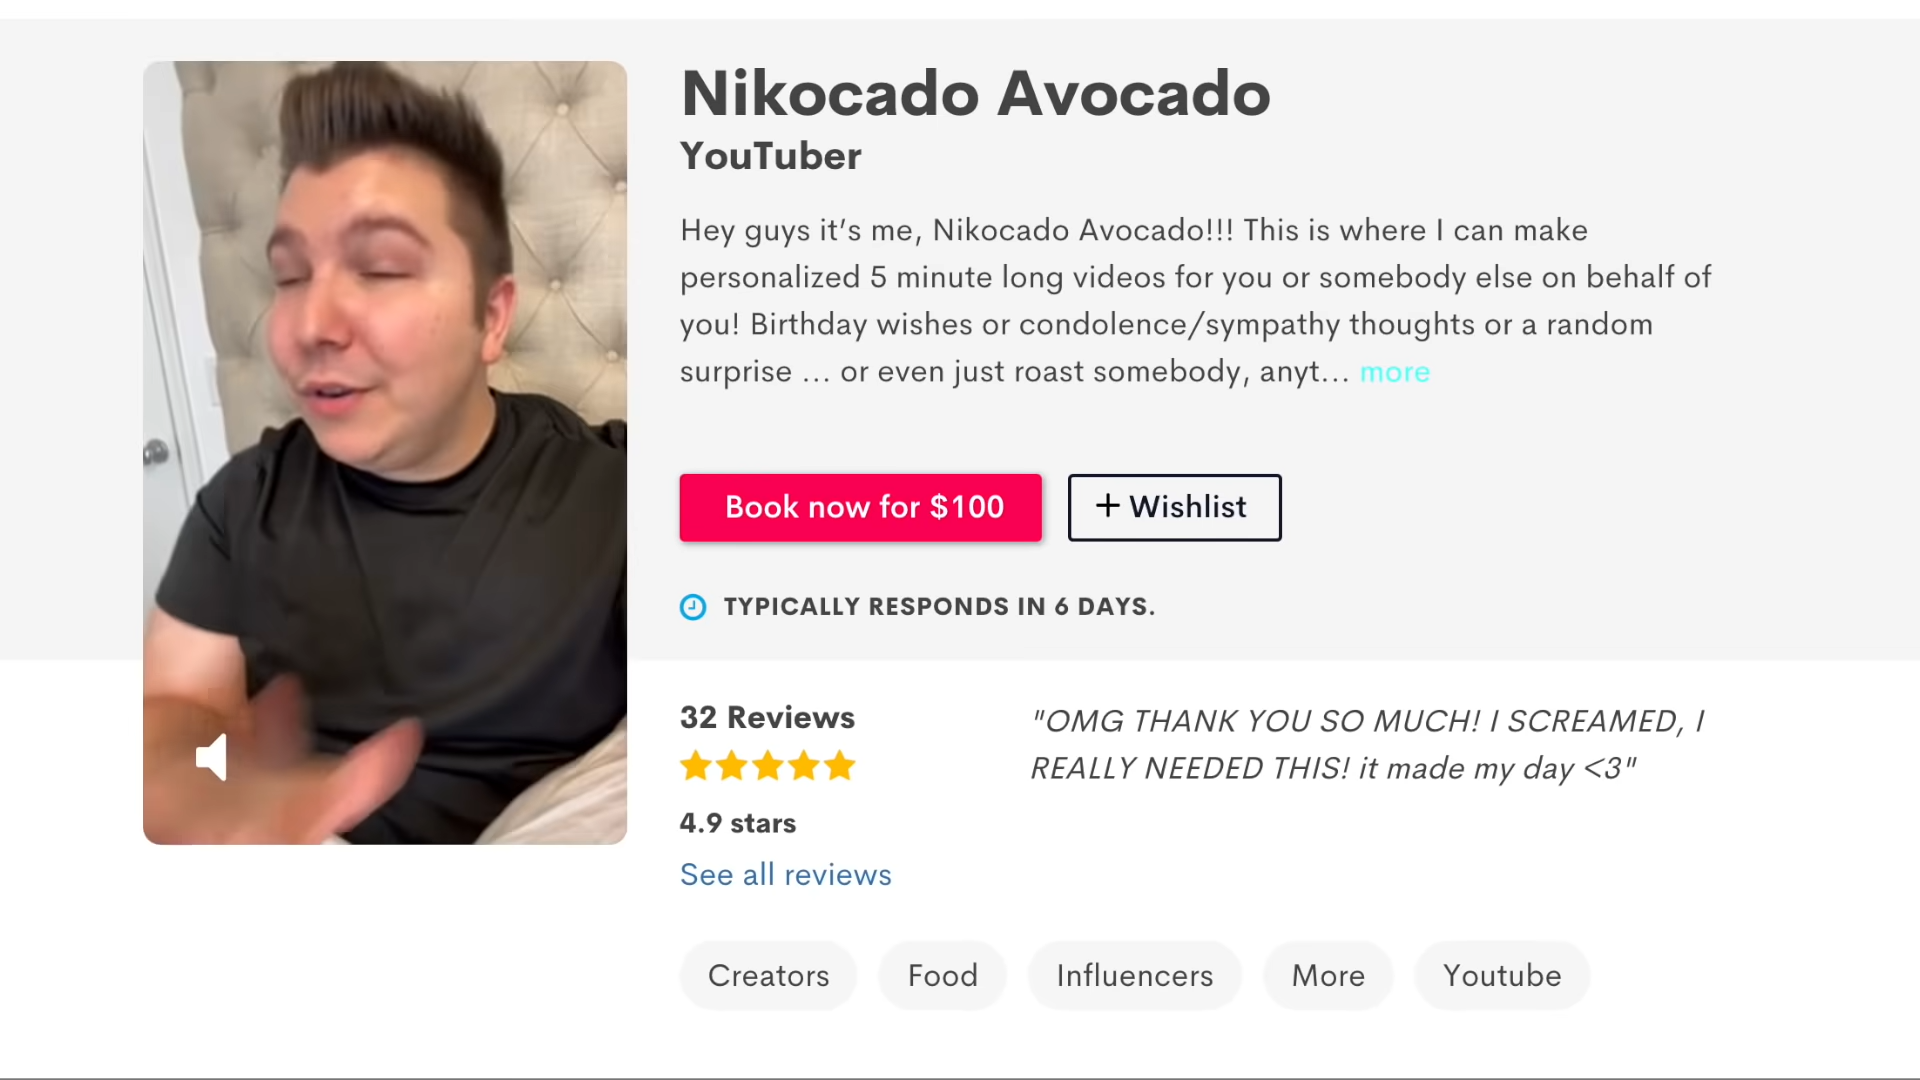 Nikocado Avocado
YouTuber
Hey guys it’s me, Nikocado Avocado!!! This is where I can make
personalized 5 minute long videos for you or somebody else on behalf of
you! Birthday wishes or condolence/sympathy thoughts or a random
surprise ... or even just roast somebody, anyt... more
Book now for $100
+ Wishlist
TYPICALLY RESPONDS IN 6 DAYS.
32 Reviews
4.9 stars
See all reviews
"OMG THANK YOU SO MUCH! I SCREAMED, I
REALLY NEEDED THIS! it made my day <3"
Creators Food Influencers More Youtube